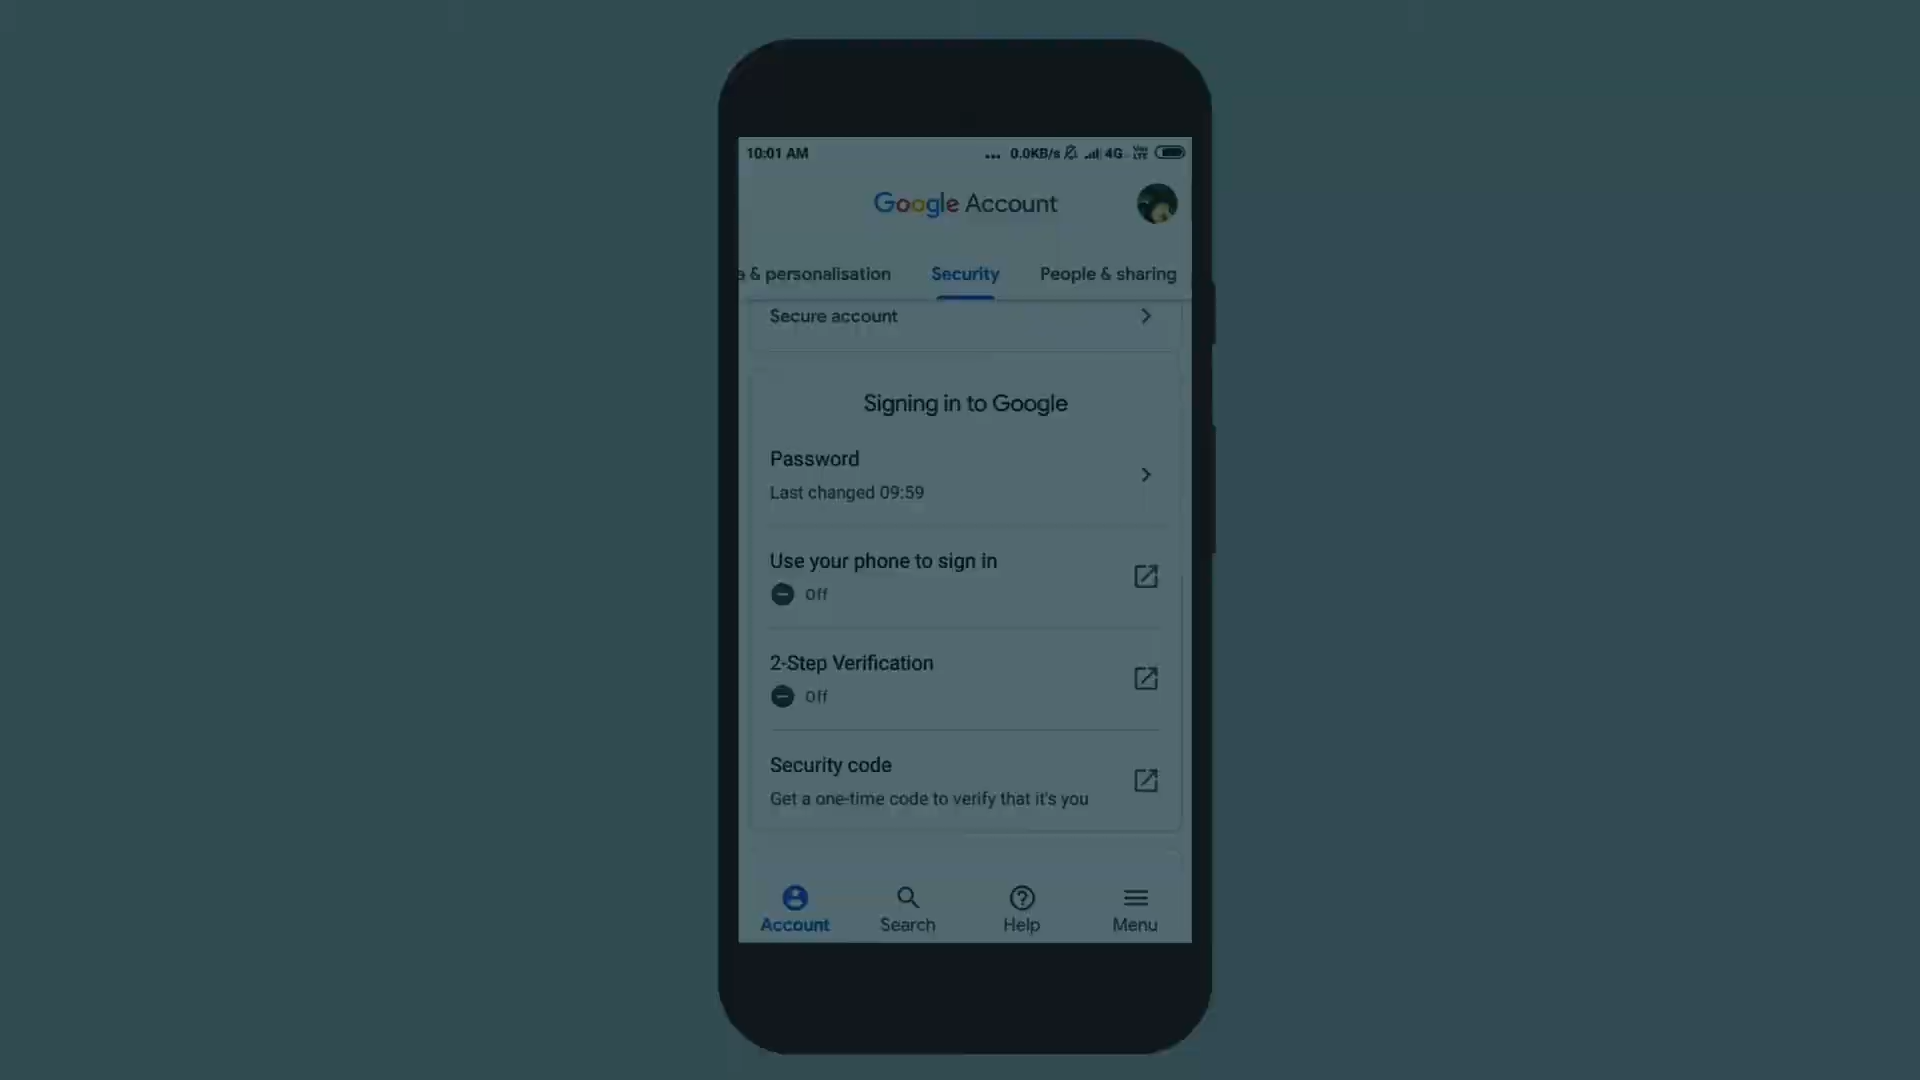 10:01 AM ... 0.0KB/s 4G Vo LTE
Google Account
& personalisation Security People & sharing
Secure account
Signing in to Google
Password
Last changed 09:59
Use your phone to sign in
Off
2-Step Verification
Off
Security code
Get a one-time code to verify that it's you
Account Search Help Menu